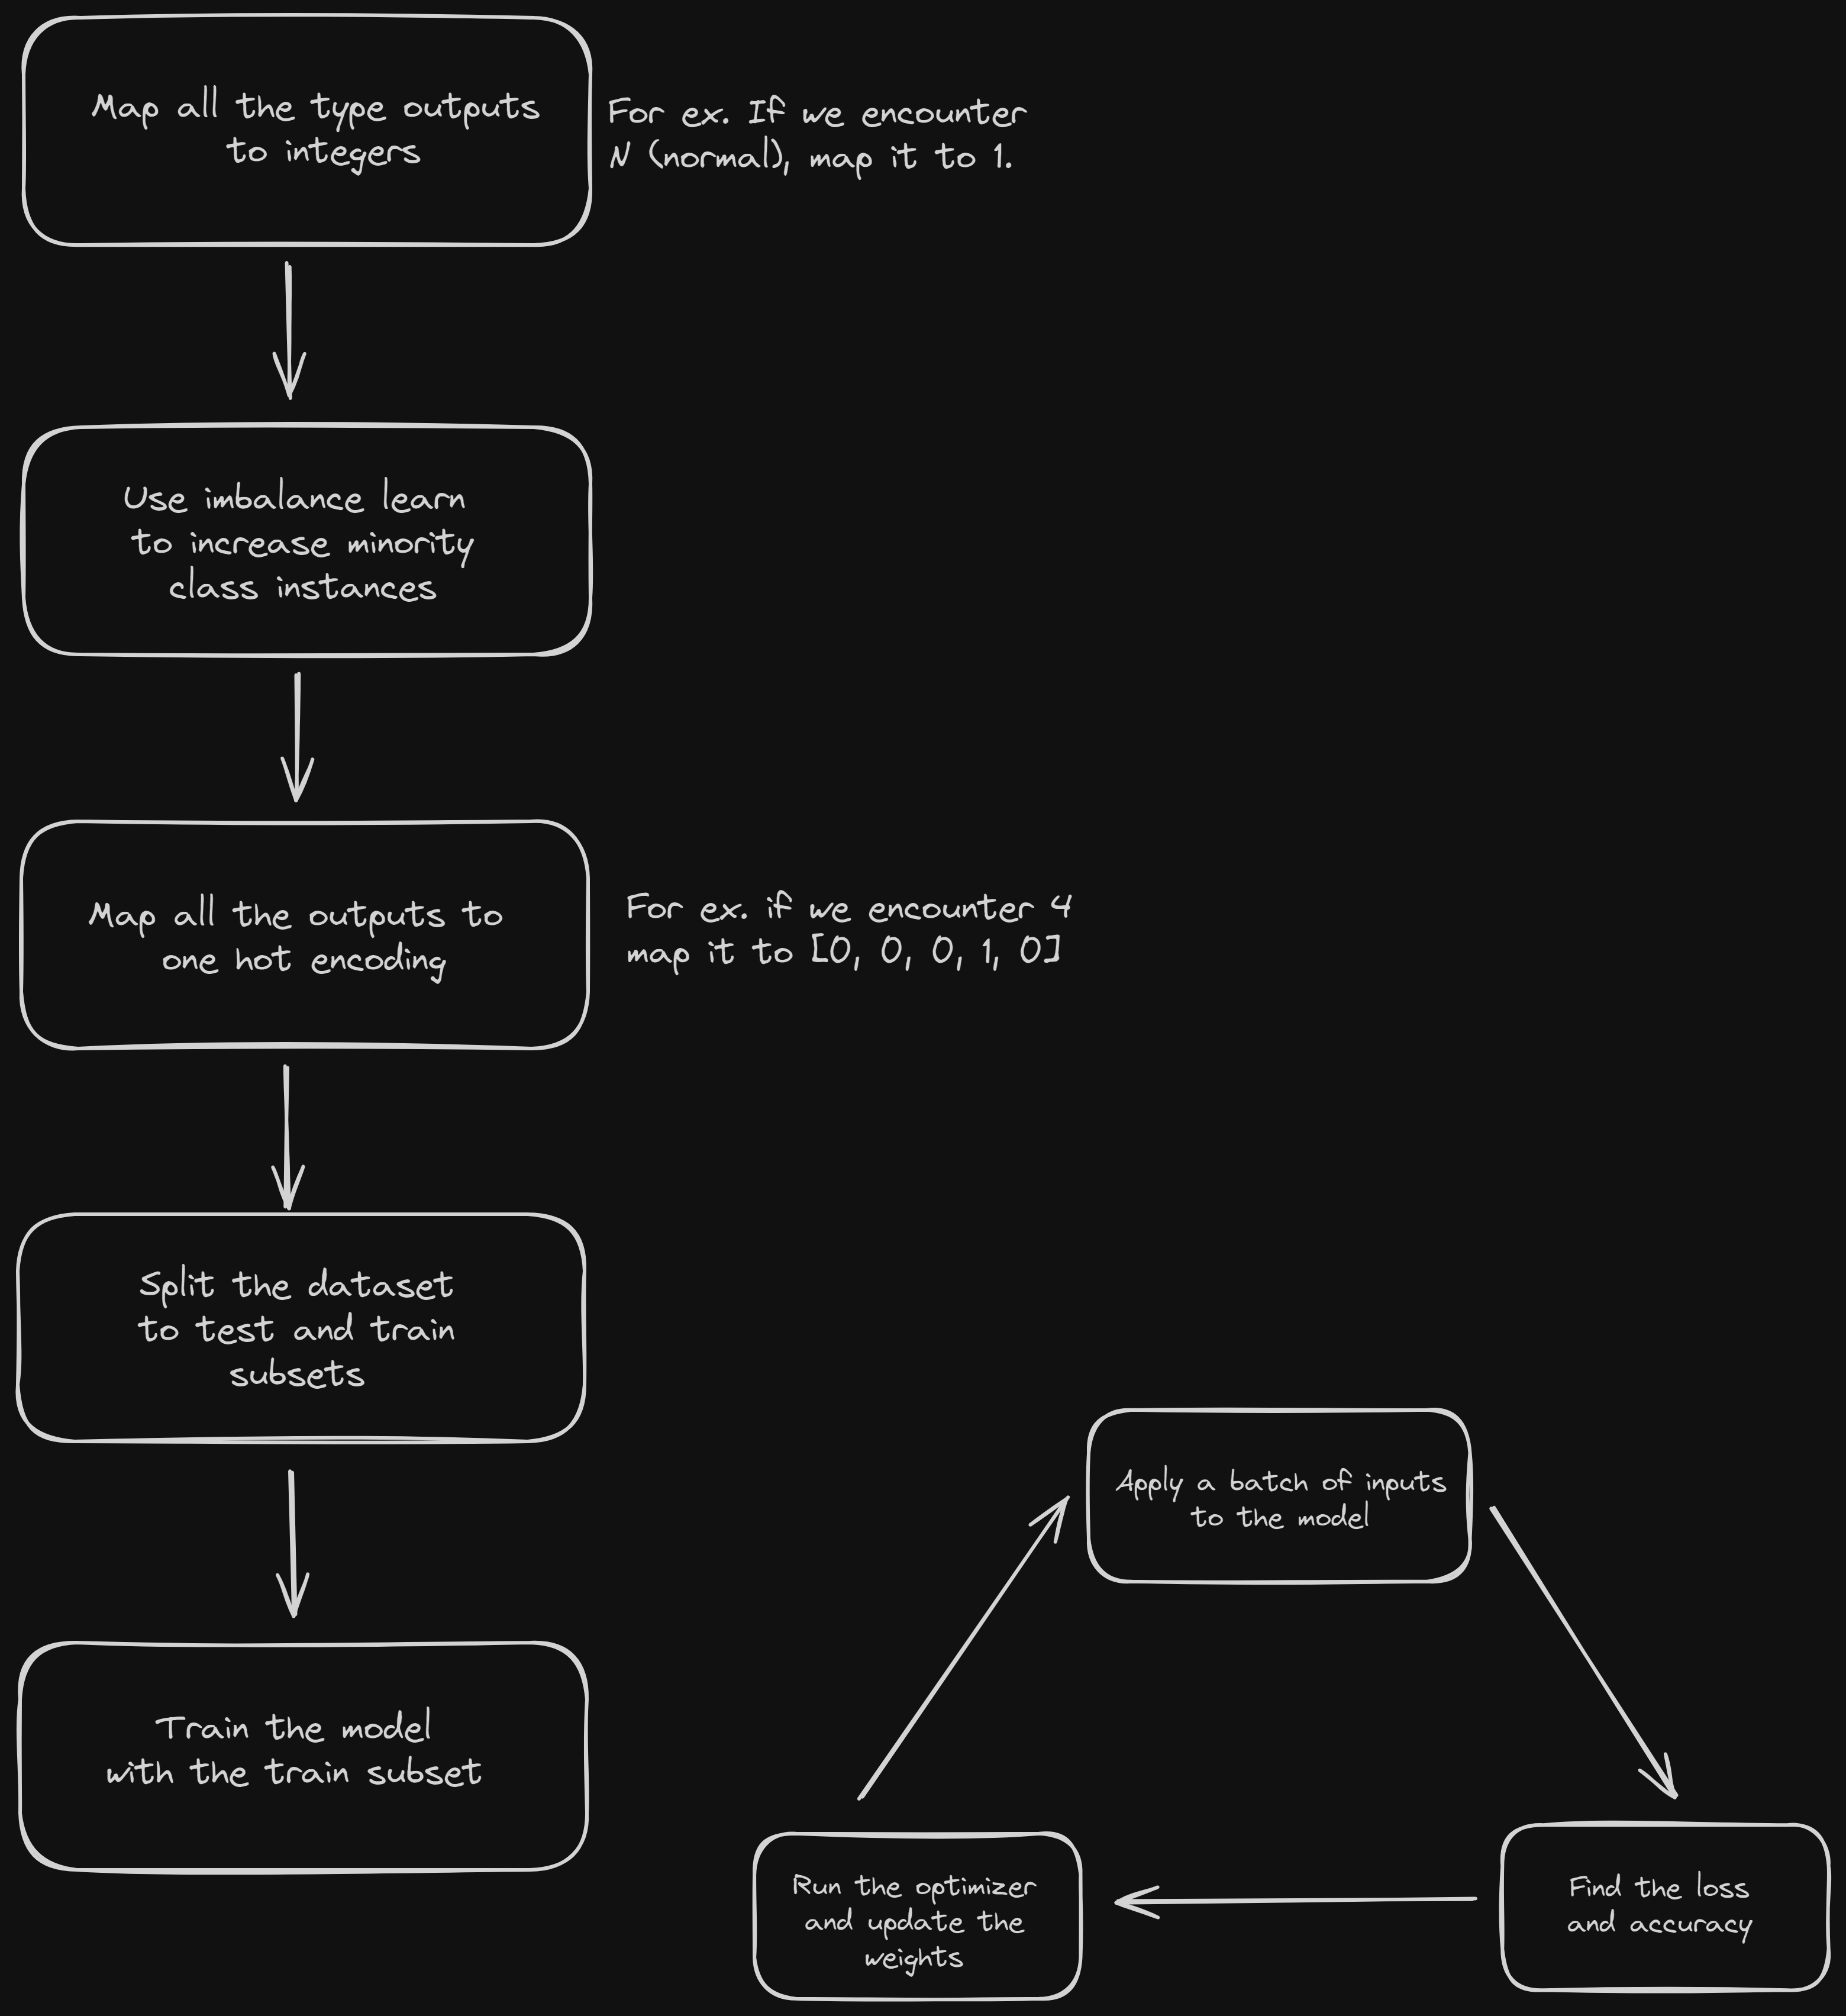 Map all the type outputs
to integers
For ex. If we encounter
N (normal), map it to 1.
Use imbalance learn
to increase minority
class instances
Map all the outputs to
one hot encoding
For ex. if we encounter 4
map it to [0, 0, 0, 1, 0]
Split the dataset
to test and train
subsets
Train the model
with the train subset
Apply a batch of inputs
to the model
Find the loss
and accuracy
Run the optimizer
and update the
weights